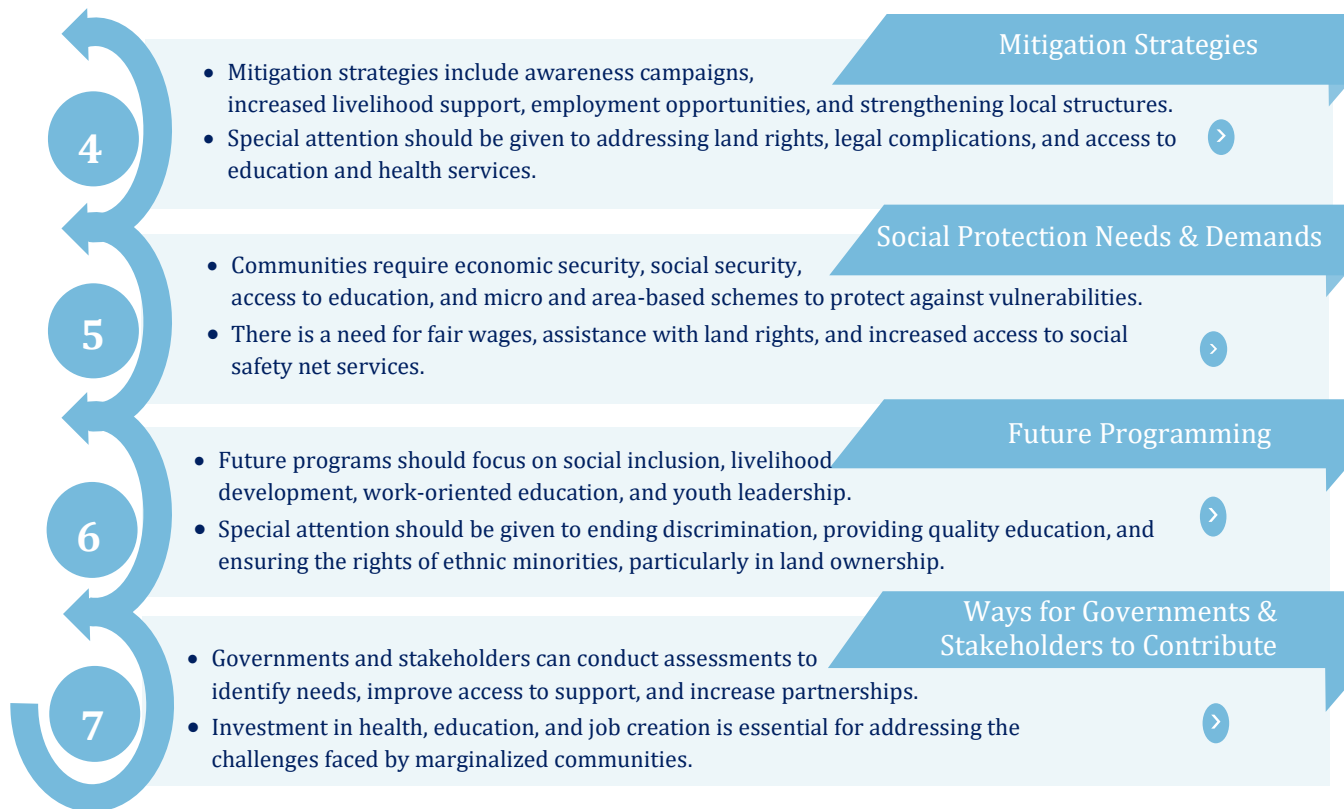 Mitigation Strategies
4
• Mitigation strategies include awareness campaigns,
increased livelihood support, employment opportunities, and strengthening local structures.
• Special attention should be given to addressing land rights, legal complications, and access to
education and health services.
Social Protection Needs & Demands
5
• Communities require economic security, social security,
access to education, and micro and area-based schemes to protect against vulnerabilities.
• There is a need for fair wages, assistance with land rights, and increased access to social
safety net services.
Future Programming
6
• Future programs should focus on social inclusion, livelihood
development, work-oriented education, and youth leadership.
• Special attention should be given to ending discrimination, providing quality education, and
ensuring the rights of ethnic minorities, particularly in land ownership.
Ways for Governments &
Stakeholders to Contribute
7
• Governments and stakeholders can conduct assessments to
identify needs, improve access to support, and increase partnerships.
• Investment in health, education, and job creation is essential for addressing the
challenges faced by marginalized communities.